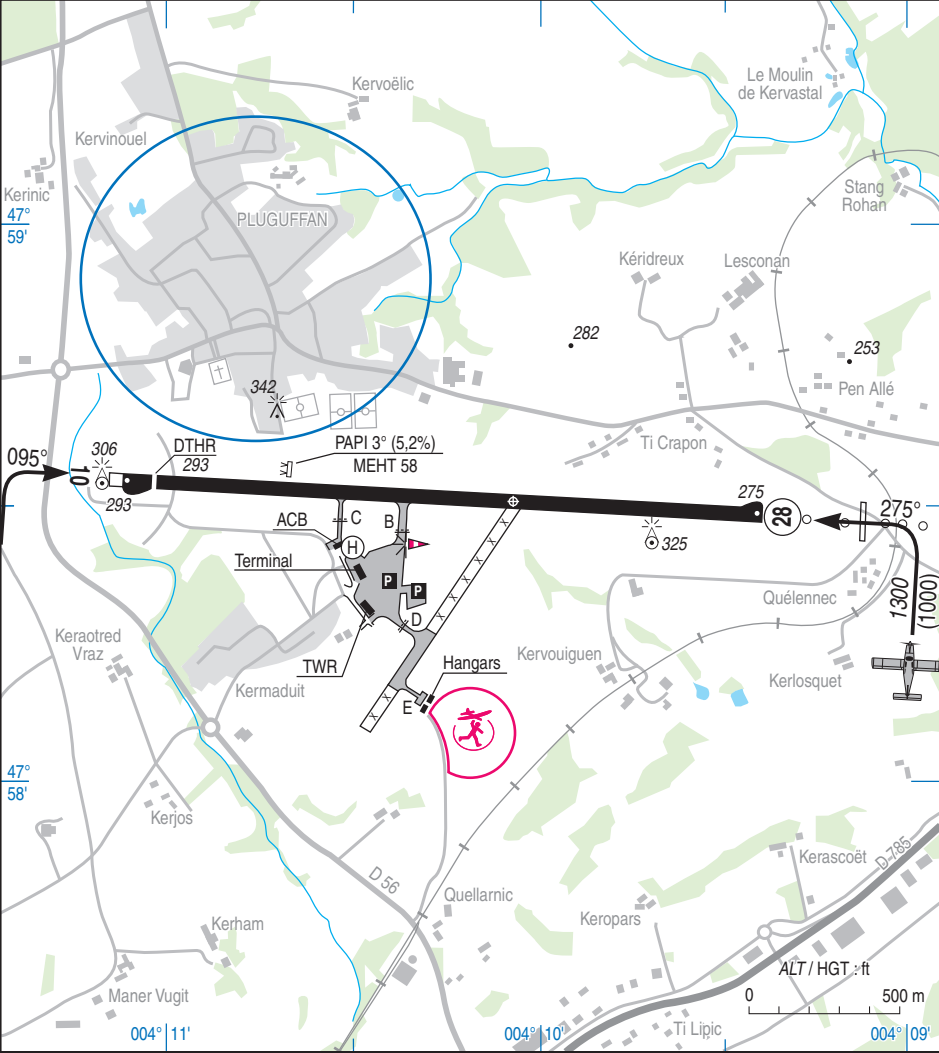 Kervoëlic
Le Moulin
de Kervastal
Kervinouel
Kerinic
47°
59'
PLUGUFFAN
Stang
Rohan
Kéridreux
Lesconan
282
253
Pen Allé
342
Ti Crapon
095°
10
306
293
DTHR
293
PAPI 3° (5,2%)
MEHT 58
275
28
275°
ACB
C
B
H
Terminal
P
P
325
Quélennec
1300
(1000)
D
TWR
Hangars
E
Keraotred
Vraz
Kermaduit
Kervouiguen
Kerlosquet
47°
58'
Kerjos
D 56
Quellarnic
Kerascoët
D 785
Kerham
Keropars
Maner Vugit
ALT / HGT : ft
0
500 m
Ti Lipic
004° 11'
004° 10'
004° 09'